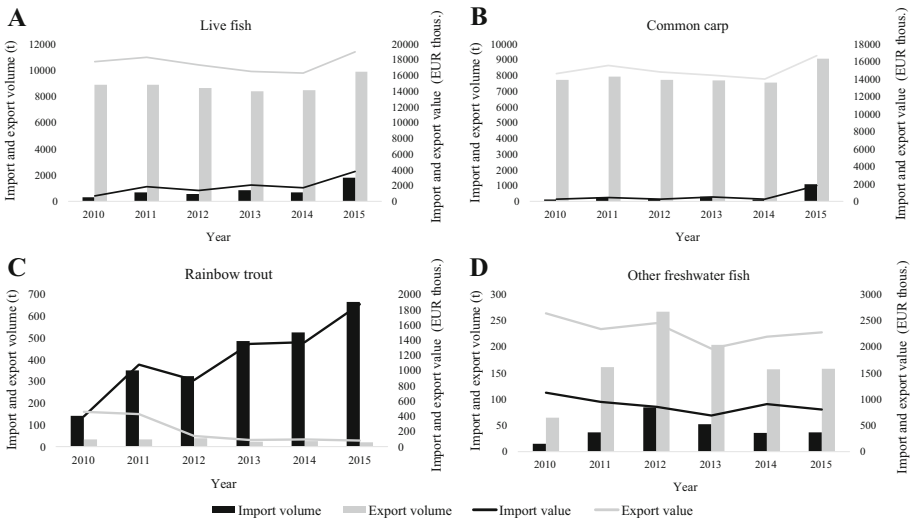 A
Live fish
Import and export volume (t)
12000
10000
8000
6000
4000
2000
0
20000
18000
16000
14000
12000
10000
8000
6000
4000
2000
0
Import and export value (EUR thous.)
2010 2011 2012 2013 2014 2015
Year
B
Common carp
Import and export volume (t)
10000
9000
8000
7000
6000
5000
4000
3000
2000
1000
0
18000
16000
14000
12000
10000
8000
6000
4000
2000
0
Import and export value (EUR thous.)
2010 2011 2012 2013 2014 2015
Year
C
Rainbow trout
Import and export volume (t)
700
600
500
400
300
200
100
0
2000
1800
1600
1400
1200
1000
800
600
400
200
0
Import and export value (EUR thous.)
2010 2011 2012 2013 2014 2015
Year
D
Other freshwater fish
Import and export volume (t)
300
250
200
150
100
50
0
3000
2500
2000
1500
1000
500
0
Import and export value (EUR thous.)
2010 2011 2012 2013 2014 2015
Year
Import volume Export volume Import value Export value